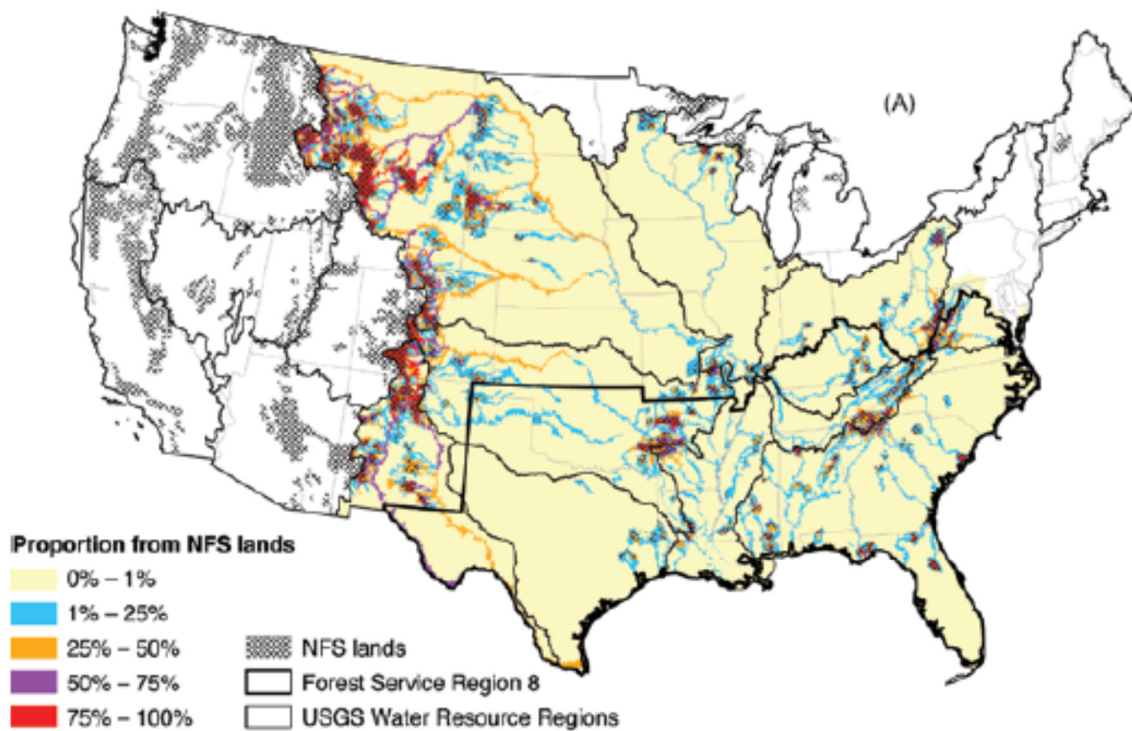 (A)
Proportion from NFS lands
0% – 1%
1% – 25%
25% – 50%
50% – 75%
75% – 100%
NFS lands
Forest Service Region 8
USGS Water Resource Regions